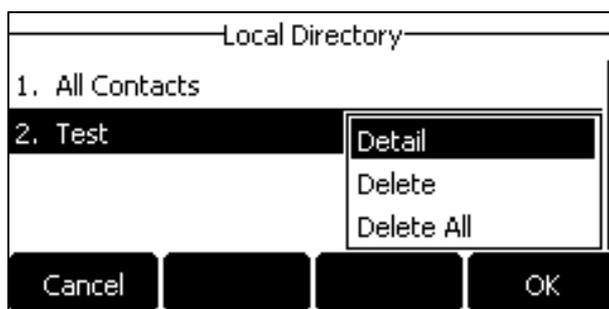 Local Directory
1. All Contacts
2. Test
Detail
Delete
Delete All
Cancel
OK